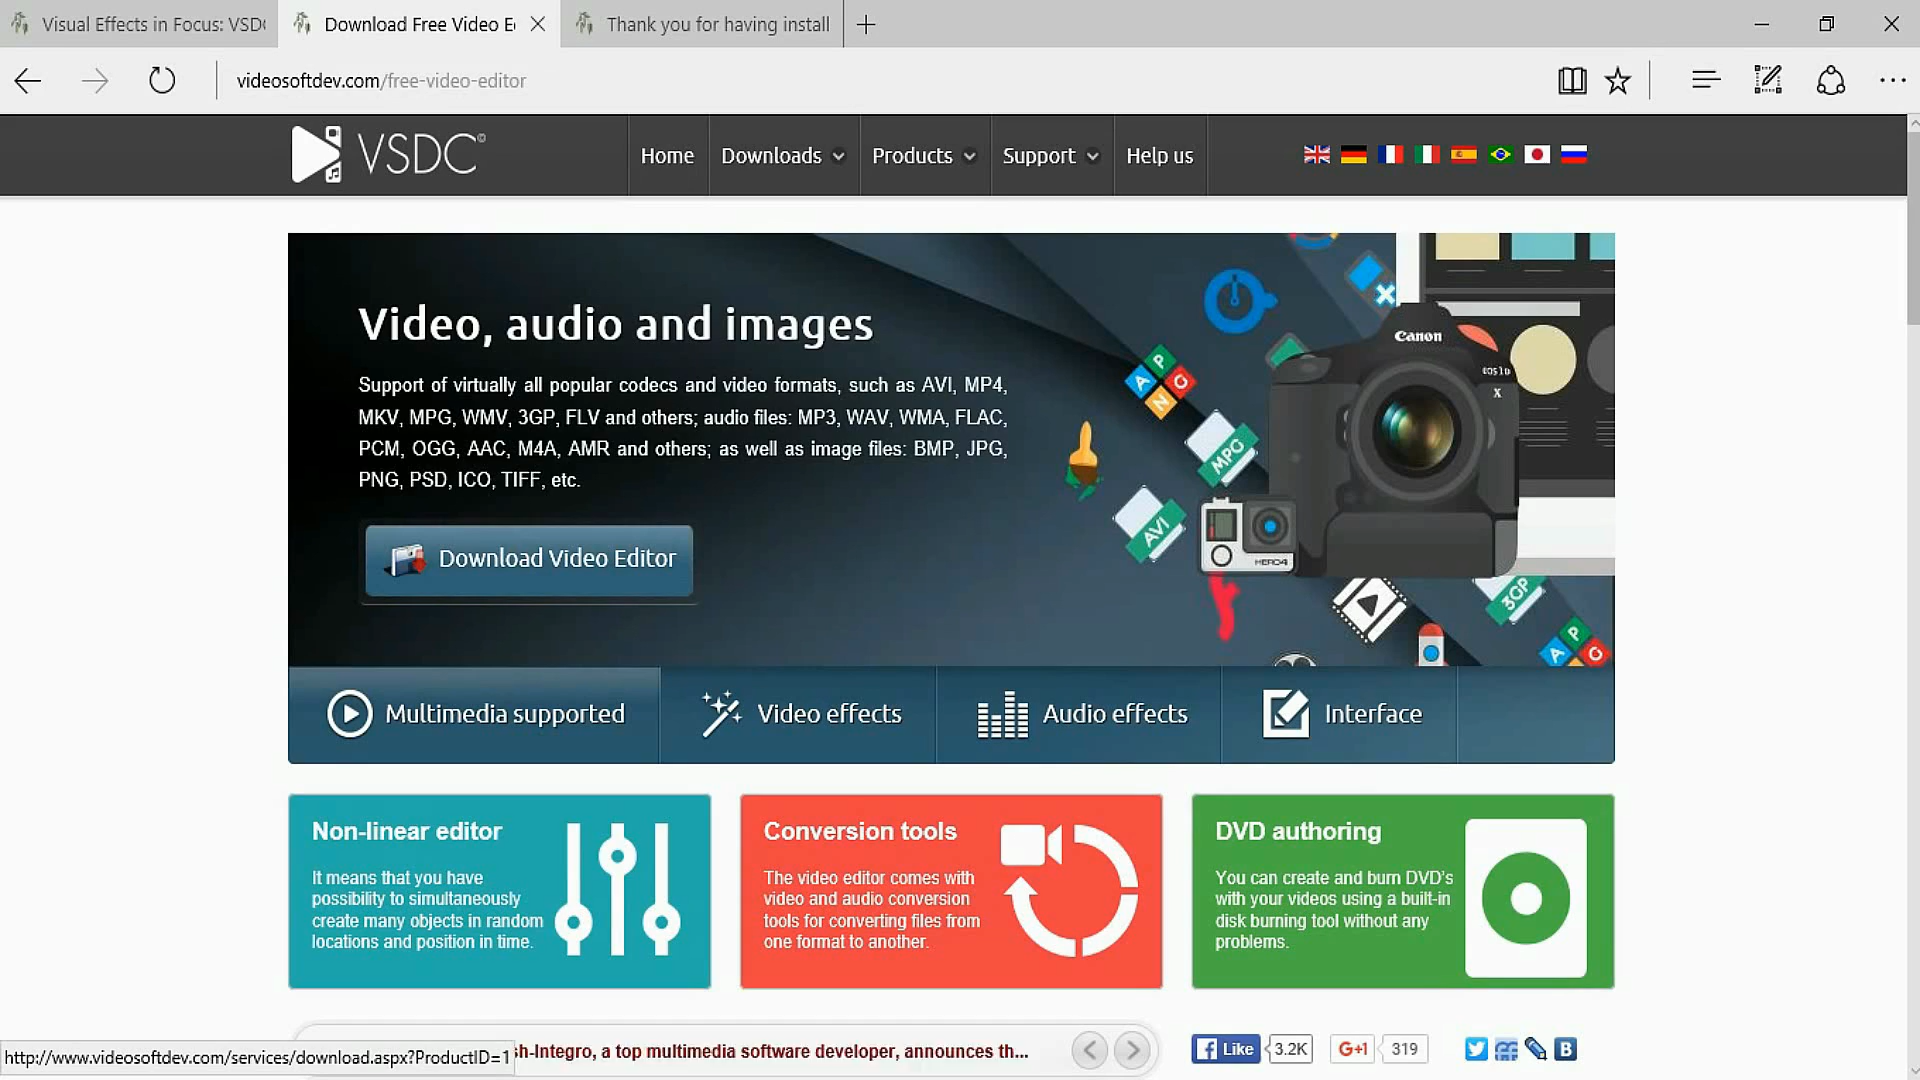 Visual Effects in Focus: VSD
Download Free Video E
Thank you for having install
videosoftdev.com/free-video-editor
VSDC©
Home
Downloads
Products
Support
Help us
Video, audio and images
Support of virtually all popular codecs and video formats, such as AVI, MP4,
MKV, MPG, WMV, 3GP, FLV and others; audio files: MP3, WAV, WMA, FLAC,
PCM, OGG, AAC, M4A, AMR and others; as well as image files: BMP, JPG,
PNG, PSD, ICO, TIFF, etc.
Download Video Editor
Canon
EOS 1D
X
A P N G
MPG
AVI
HERO4
3GP
A P G
Multimedia supported
Video effects
Audio effects
Interface
Non-linear editor
It means that you have
possibility to simultaneously
create many objects in random
locations and position in time.
Conversion tools
The video editor comes with
video and audio conversion
tools for converting files from
one format to another.
DVD authoring
You can create and burn DVD's
with your videos using a built-in
disk burning tool without any
problems.
http://www.videosoftdev.com/services/download.aspx?ProductID=1
sh-Integro, a top multimedia software developer, announces th...
Like
3.2K
G+1
319